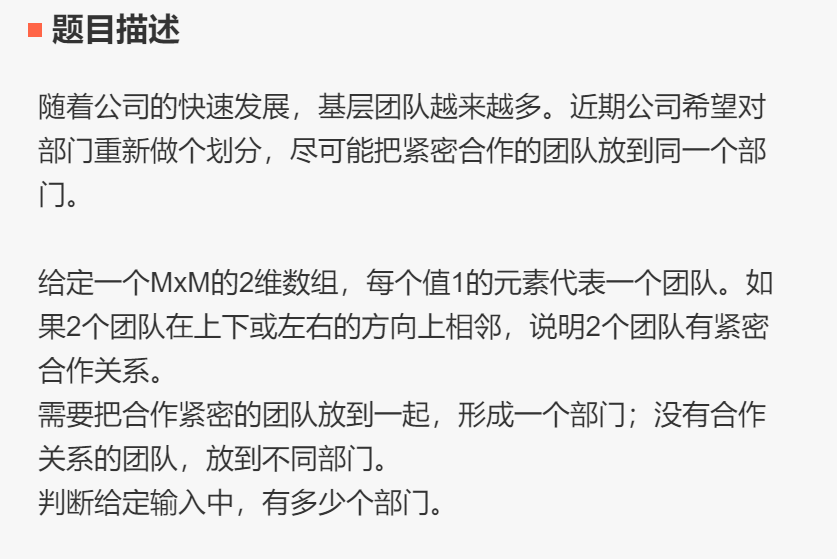 题目描述
随着公司的快速发展，基层团队越来越多。近期公司希望对
部门重新做个划分，尽可能把紧密合作的团队放到同一个部
门。
给定一个MxM的2维数组，每个值1的元素代表一个团队。如
果2个团队在上下或左右的方向上相邻，说明2个团队有紧密
合作关系。
需要把合作紧密的团队放到一起，形成一个部门；没有合作
关系的团队，放到不同部门。
判断给定输入中，有多少个部门。